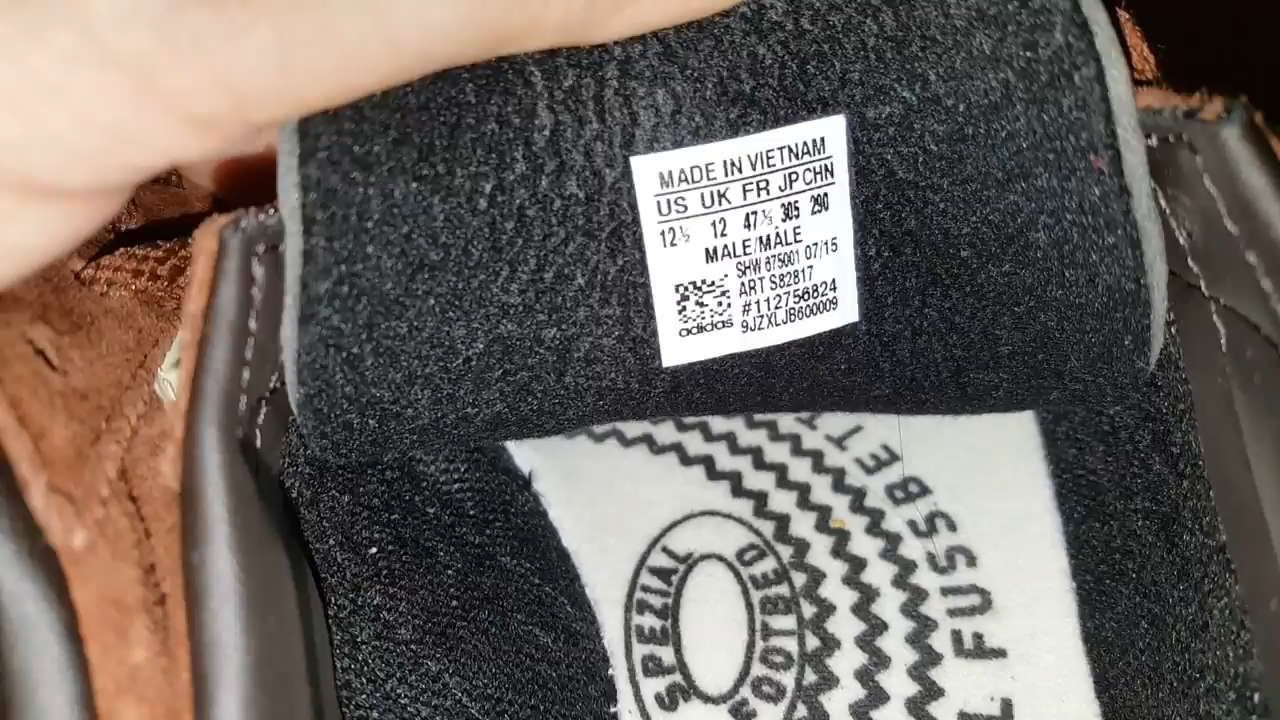 MADE IN VIETNAM
US UK FR JP CHN
12½ 12 47⅓ 305 290
MALE/MÂLE
SHW 675001 07/15
ART S82817
#112756824
9JZXLJB600009
adidas
SPEZIAL
FOOTBED
FUSSBETT